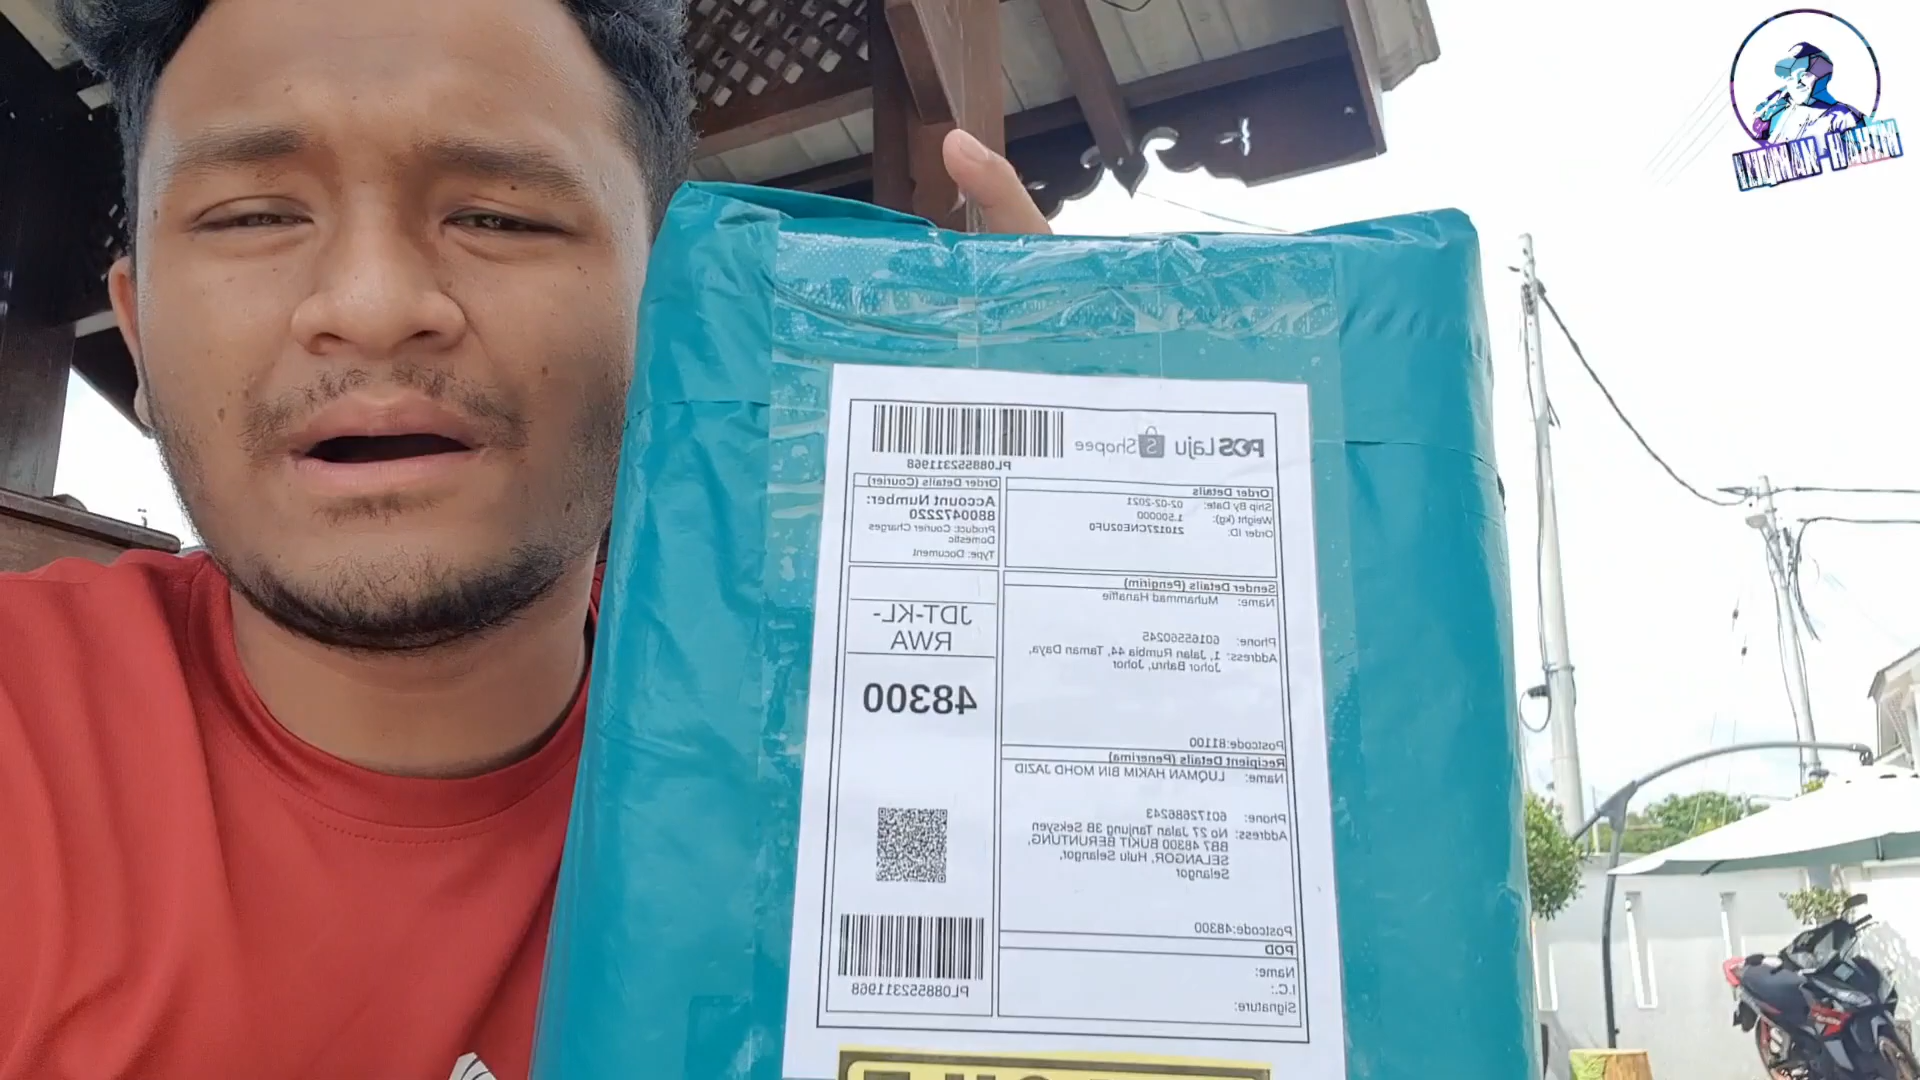 LUQMAN-HAKIM
POS Laju Shopee
PL088552311968
Order Details
Ship By Date: 02-02-2021
Weight (kg): 1.500000
Order ID: 210127CNE02UF0
Order Details (Courier)
Account Number:
8800472220
Product: Courier Charges
Domestic
Type: Document
Sender Details (Pengirim)
Name: Muhammad Hanaffie
Phone: 60165560245
Address: 1, Jalan Rumbia 44, Taman Daya,
Johor Bahru, Johor
Postcode:81100
JDT-KL-
RWA
48300
Recipient Details (Penerima)
Name: LUQMAN HAKIM BIN MOHD JAZID
Phone: 60172686243
Address: No 27 Jalan Tanjung 3B Seksyen
BB7 48300 BUKIT BERUNTUNG,
SELANGOR, Hulu Selangor,
Selangor
Postcode:48300
POD
Name:
I.C.:
Signature:
PL088552311968